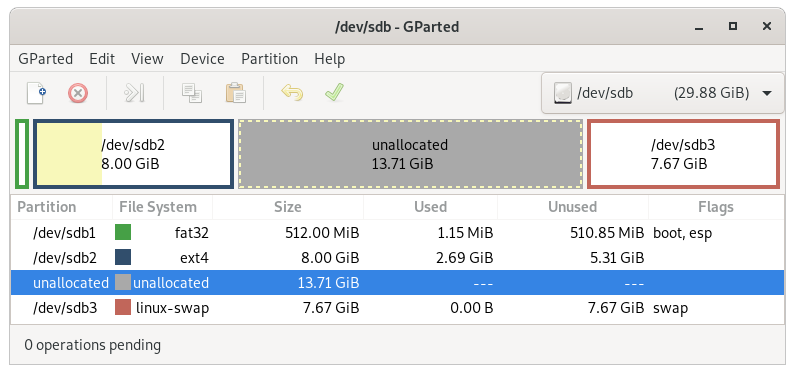 /dev/sdb - GParted
GParted Edit View Device Partition Help
/dev/sdb (29.88 GiB)
/dev/sdb2
8.00 GiB
unallocated
13.71 GiB
/dev/sdb3
7.67 GiB
Partition File System Size Used Unused Flags
/dev/sdb1 fat32 512.00 MiB 1.15 MiB 510.85 MiB boot, esp
/dev/sdb2 ext4 8.00 GiB 2.69 GiB 5.31 GiB
unallocated unallocated 13.71 GiB --- ---
/dev/sdb3 linux-swap 7.67 GiB 0.00 B 7.67 GiB swap
0 operations pending